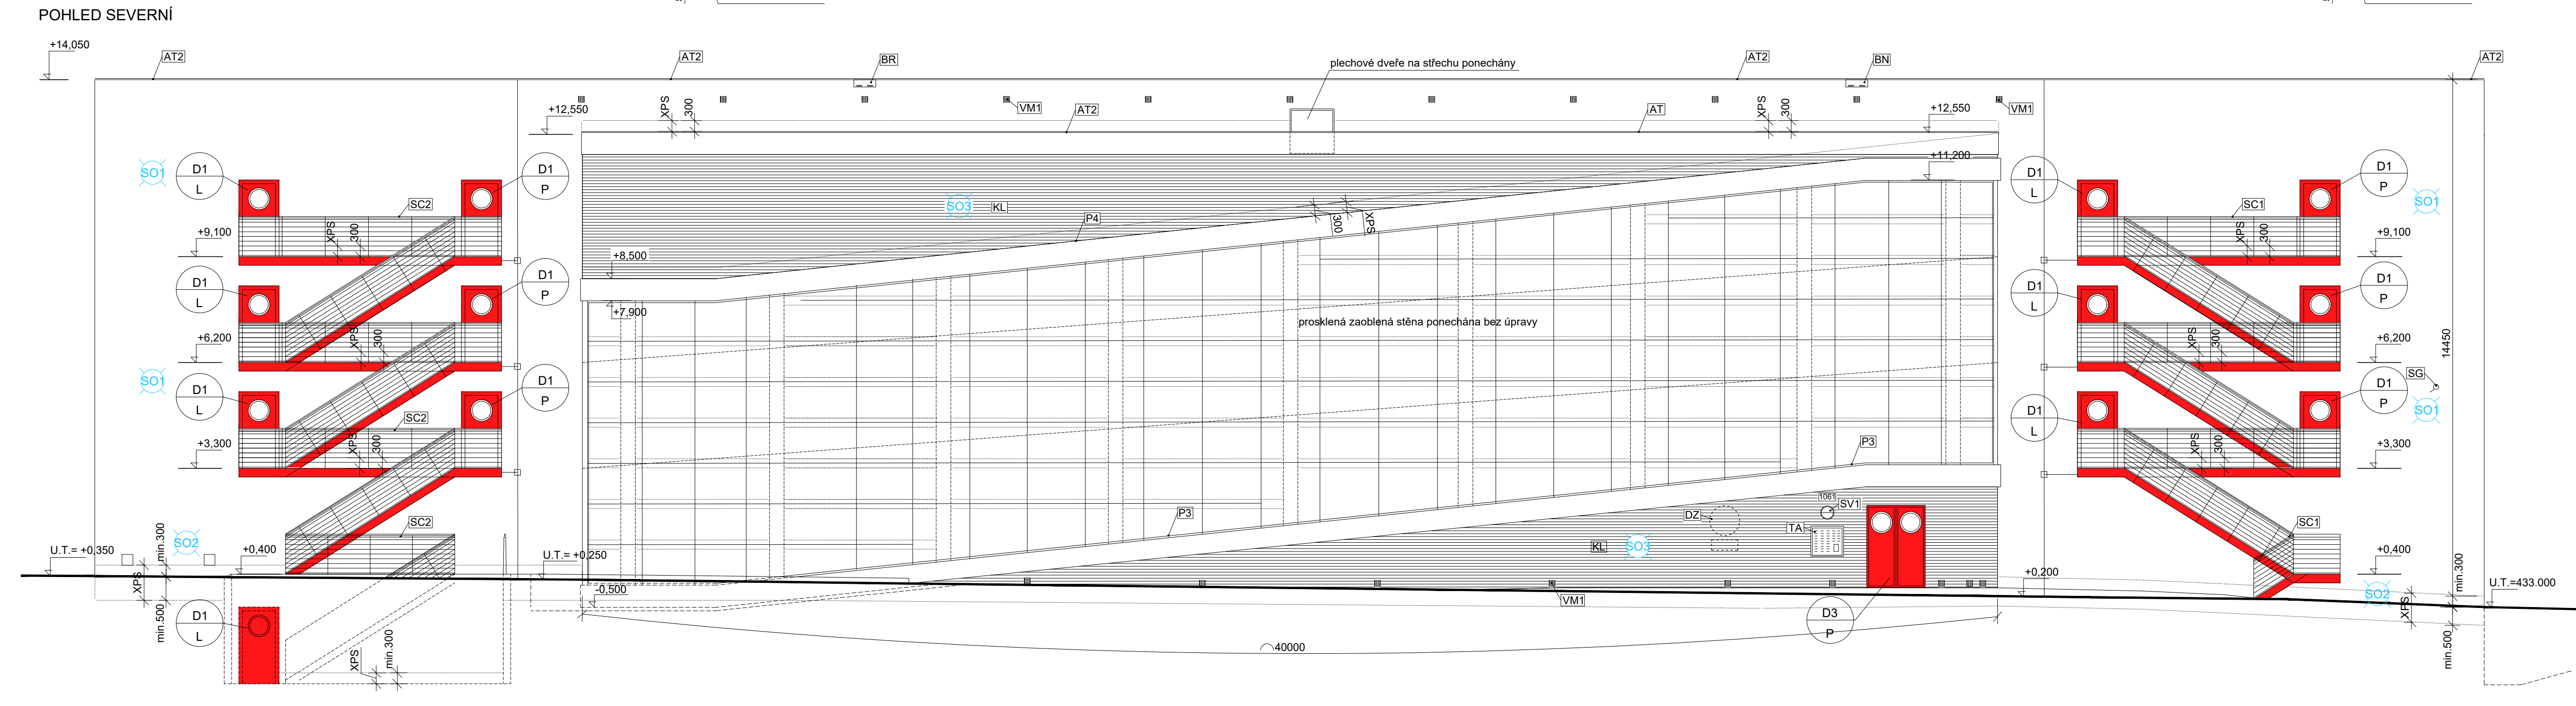 POHLED SEVERNÍ
+14,050
AT2
AT2
BR
plechové dveře na střechu ponechány
AT2
BN
AT2
XPS
300
VM1
AT2
AT
XPS
300
VM1
+12,550
+12,550
+11,200
SO1
D1
L
D1
P
SC2
SO3
KL
P4
300
XPS
D1
L
D1
P
SC1
SO1
+9,100
XPS
300
+8,500
XPS
300
+9,100
D1
L
D1
P
+7,900
prosklená zaoblená stěna ponechána bez úpravy
D1
L
D1
P
+6,200
XPS
300
XPS
300
+6,200
14450
SO1
D1
L
D1
P
SC2
D1
L
D1
P
SG
SO1
+3,300
XPS
300
P3
XPS
300
+3,300
SO2
SC2
P3
DZ
1061
SV1
TA
SC1
U.T.= +0,350
min.300
+0,400
U.T.= +0,250
KL
SO3
+0,400
min.300
XPS
min.500
-0,500
VM1
+0,200
SO2
XPS
U.T.=433.000
D1
L
D3
P
min.500
XPS
min.300
40000